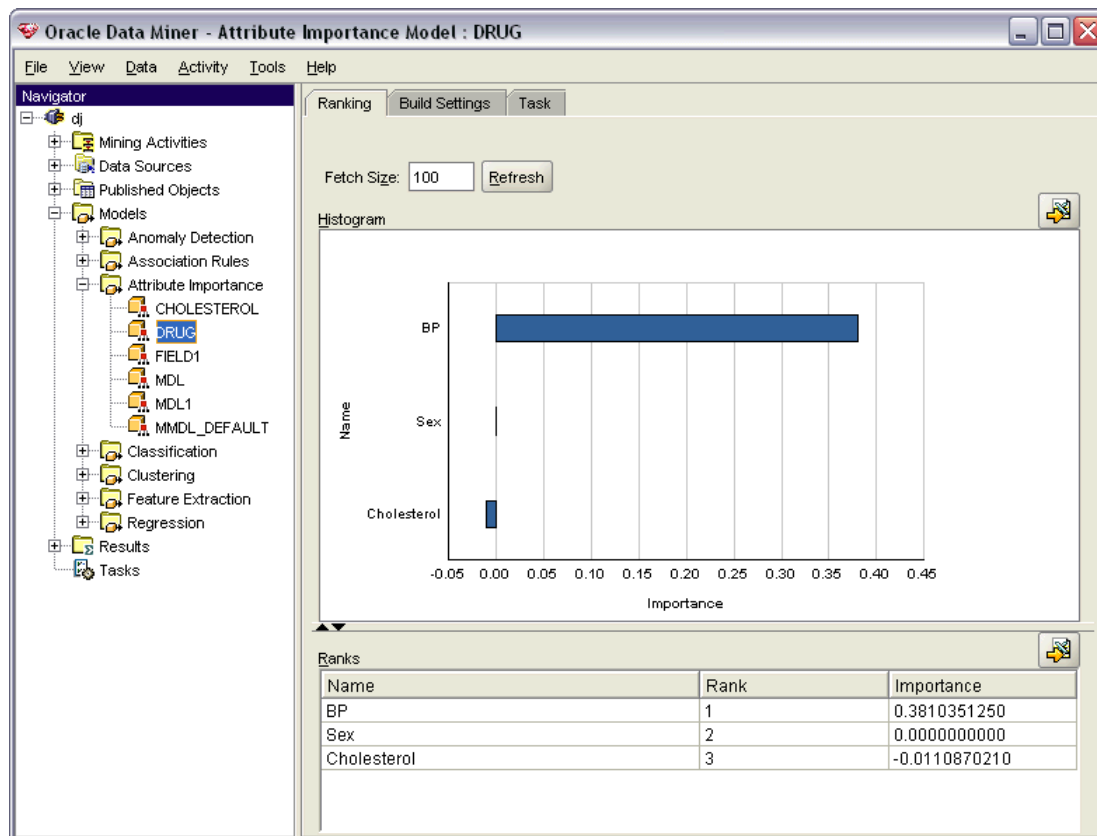 Oracle Data Miner - Attribute Importance Model : DRUG
File View Data Activity Tools Help
Navigator
dj
Mining Activities
Data Sources
Published Objects
Models
Anomaly Detection
Association Rules
Attribute Importance
CHOLESTEROL
DRUG
FIELD1
MDL
MDL1
MMDL_DEFAULT
Classification
Clustering
Feature Extraction
Regression
Results
Tasks
Ranking Build Settings Task
Fetch Size: 100 Refresh
Histogram
Name
BP
Sex
Cholesterol
-0.05 0.00 0.05 0.10 0.15 0.20 0.25 0.30 0.35 0.40 0.45
Importance
Ranks
Name Rank Importance
BP 1 0.3810351250
Sex 2 0.0000000000
Cholesterol 3 -0.0110870210